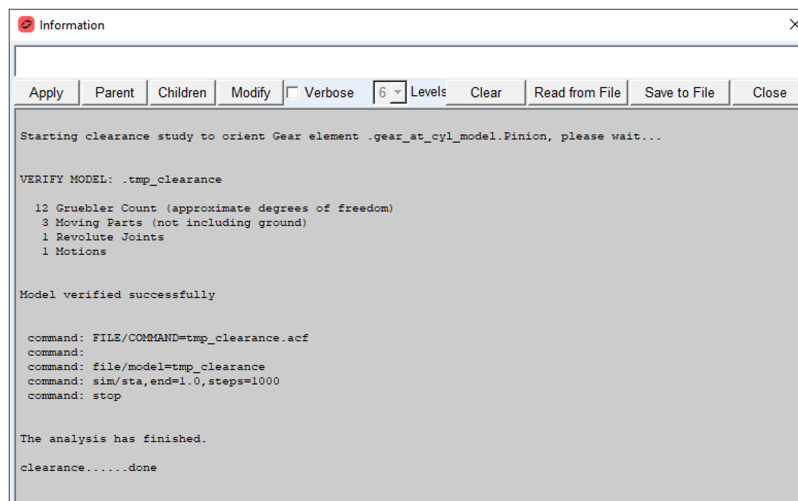 Information
Apply Parent Children Modify Verbose 6 Levels Clear Read from File Save to File Close
Starting clearance study to orient Gear element .gear_at_cyl_model.Pinion, please wait...
VERIFY MODEL: .tmp_clearance
12 Gruebler Count (approximate degrees of freedom)
3 Moving Parts (not including ground)
1 Revolute Joints
1 Motions
Model verified successfully
command: FILE/COMMAND=tmp_clearance.acf
command:
command: file/model=tmp_clearance
command: sim/sta,end=1.0,steps=1000
command: stop
The analysis has finished.
clearance......done